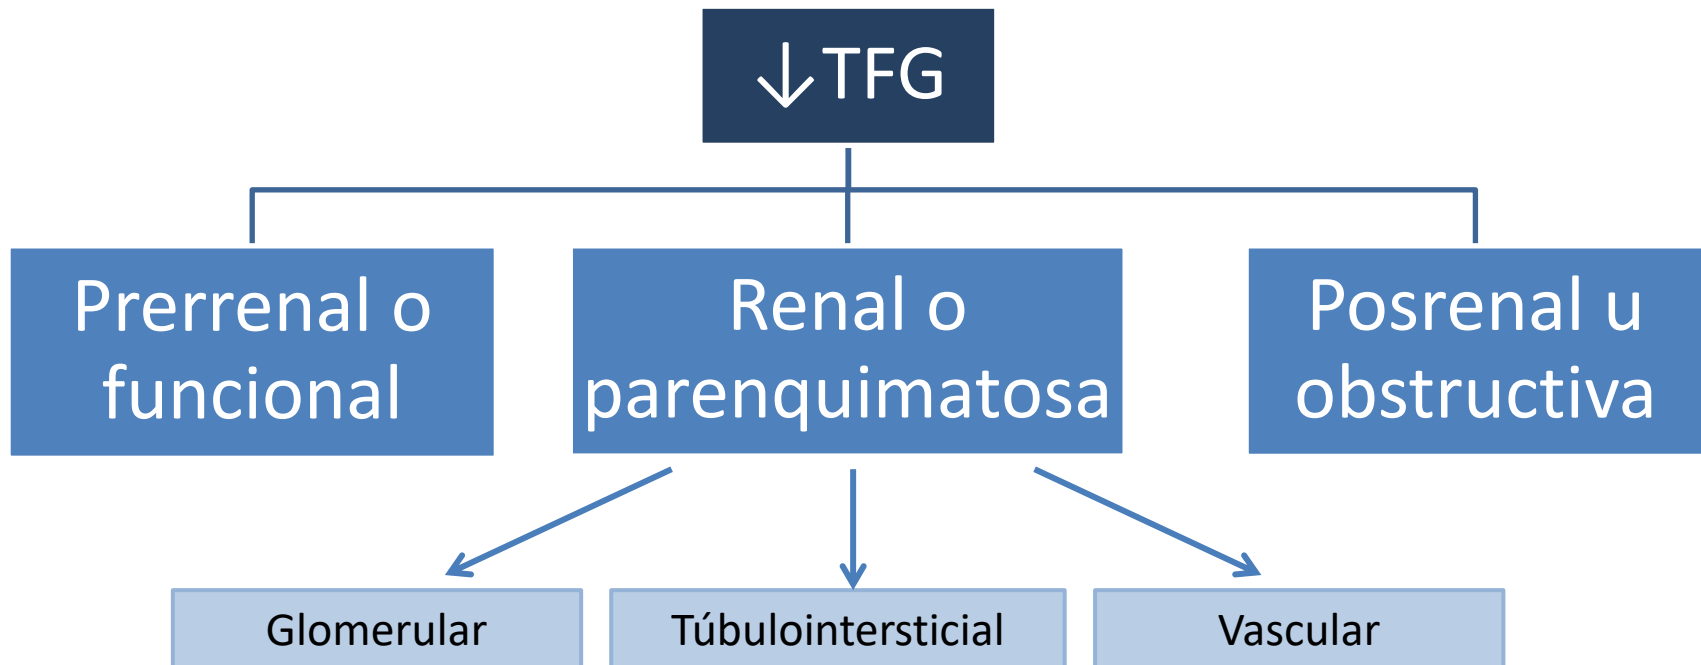 ↓TFG
Prerrenal o
funcional
Renal o
parenquimatosa
Posrenal u
obstructiva
Glomerular
Túbulointersticial
Vascular